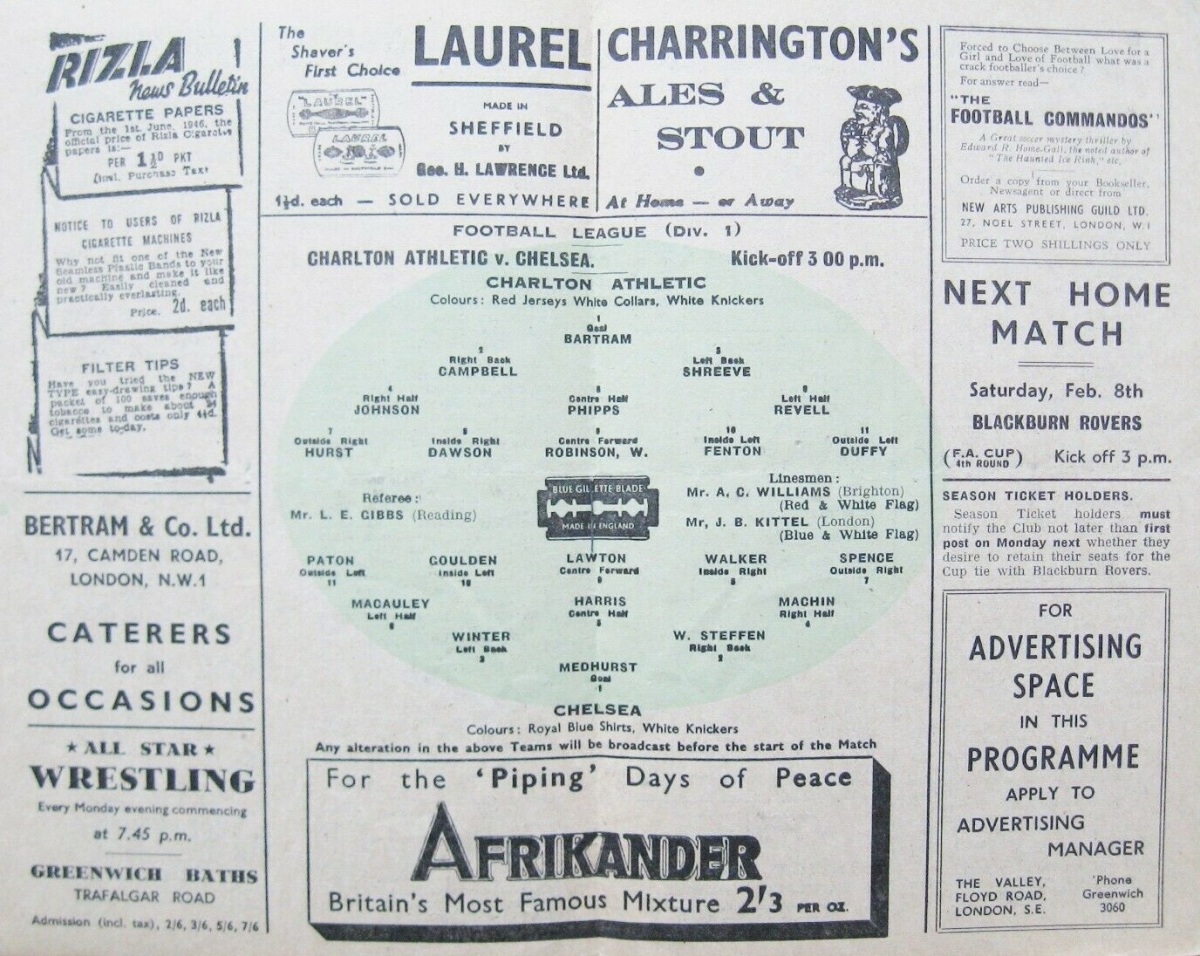 RIZLA
News Bulletin
CIGARETTE PAPERS
From the 1st June, 1946, the
official price of Rizla Cigarette
papers is:—
PER 1½D PKT
(incl. Purchase Tax)
NOTICE TO USERS OF RIZLA
CIGARETTE MACHINES
Why not fit one of the New
Seamless Plastic Bands to your
old machine and make it like
new? Easily cleaned and
practically everlasting.
Price. 2d. each
FILTER TIPS
Have you tried the NEW
TYPE easy-drawing tips? A
packet of 100 saves enough
tobacco to make about
cigarettes and costs only
Get some to-day.
BERTRAM & Co. Ltd.
17, CAMDEN ROAD,
LONDON, N.W.1
CATERERS
for all
OCCASIONS
★ ALL STAR ★
WRESTLING
Every Monday evening commencing
at 7.45 p.m.
GREENWICH BATHS
TRAFALGAR ROAD
Admission (incl. tax), 2/6, 3/6, 5/6, 7/6
The
Shaver's
First Choice
LAUREL
"LAUREL"
LAUREL
MADE IN
SHEFFIELD
BY
Geo. H. LAWRENCE Ltd.
1½d. each — SOLD EVERYWHERE
CHARRINGTON'S
ALES &
STOUT
At Home — or Away
FOOTBALL LEAGUE (Div. 1)
CHARLTON ATHLETIC v. CHELSEA. Kick-off 3 00 p.m.
CHARLTON ATHLETIC
Colours: Red Jerseys White Collars, White Knickers
1
Goal
BARTRAM
2 3
Right Back Left Back
CAMPBELL SHREEVE
4 5 6
Right Half Centre Half Left Half
JOHNSON PHIPPS REVELL
7 8 9 10 11
Outside Right Inside Right Centre Forward Inside Left Outside Left
HURST DAWSON ROBINSON, W. FENTON DUFFY
Referee:
Mr. L. E. GIBBS (Reading)
BLUE GILLETTE BLADE
MADE IN ENGLAND
Linesmen:
Mr. A. C. WILLIAMS (Brighton)
(Red & White Flag)
Mr, J. B. KITTEL (London)
(Blue & White Flag)
PATON GOULDEN LAWTON WALKER SPENCE
Outside Left Inside Left Centre Forward Inside Right Outside Right
11 10 9 8 7
MACAULEY HARRIS MACHIN
Left Half Centre Half Right Half
6 5 4
WINTER W. STEFFEN
Left Back Right Back
3 2
MEDHURST
Goal
1
CHELSEA
Colours: Royal Blue Shirts, White Knickers
Any alteration in the above Teams will be broadcast before the start of the Match
For the 'Piping' Days of Peace
AFRIKANDER
Britain's Most Famous Mixture 2'3 PER OZ.
Forced to Choose Between Love for a
Girl and Love of Football what was a
crack footballer's choice?
For answer read—
"THE
FOOTBALL COMMANDOS"
A Great soccer mystery thriller by
Edward R. Home-Gall, the noted author of
"The Haunted Ice Rink," etc.
Order a copy from your Bookseller,
Newsagent or direct from
NEW ARTS PUBLISHING GUILD LTD.
27, NOEL STREET, LONDON, W.1
PRICE TWO SHILLINGS ONLY
NEXT HOME
MATCH
Saturday, Feb. 8th
BLACKBURN ROVERS
(F.A. CUP 4th ROUND) Kick off 3 p.m.
SEASON TICKET HOLDERS.
Season Ticket holders must
notify the Club not later than first
post on Monday next whether they
desire to retain their seats for the
Cup tie with Blackburn Rovers.
FOR
ADVERTISING
SPACE
IN THIS
PROGRAMME
APPLY TO
ADVERTISING
MANAGER
THE VALLEY,
FLOYD ROAD,
LONDON, S.E.
'Phone
Greenwich
3060